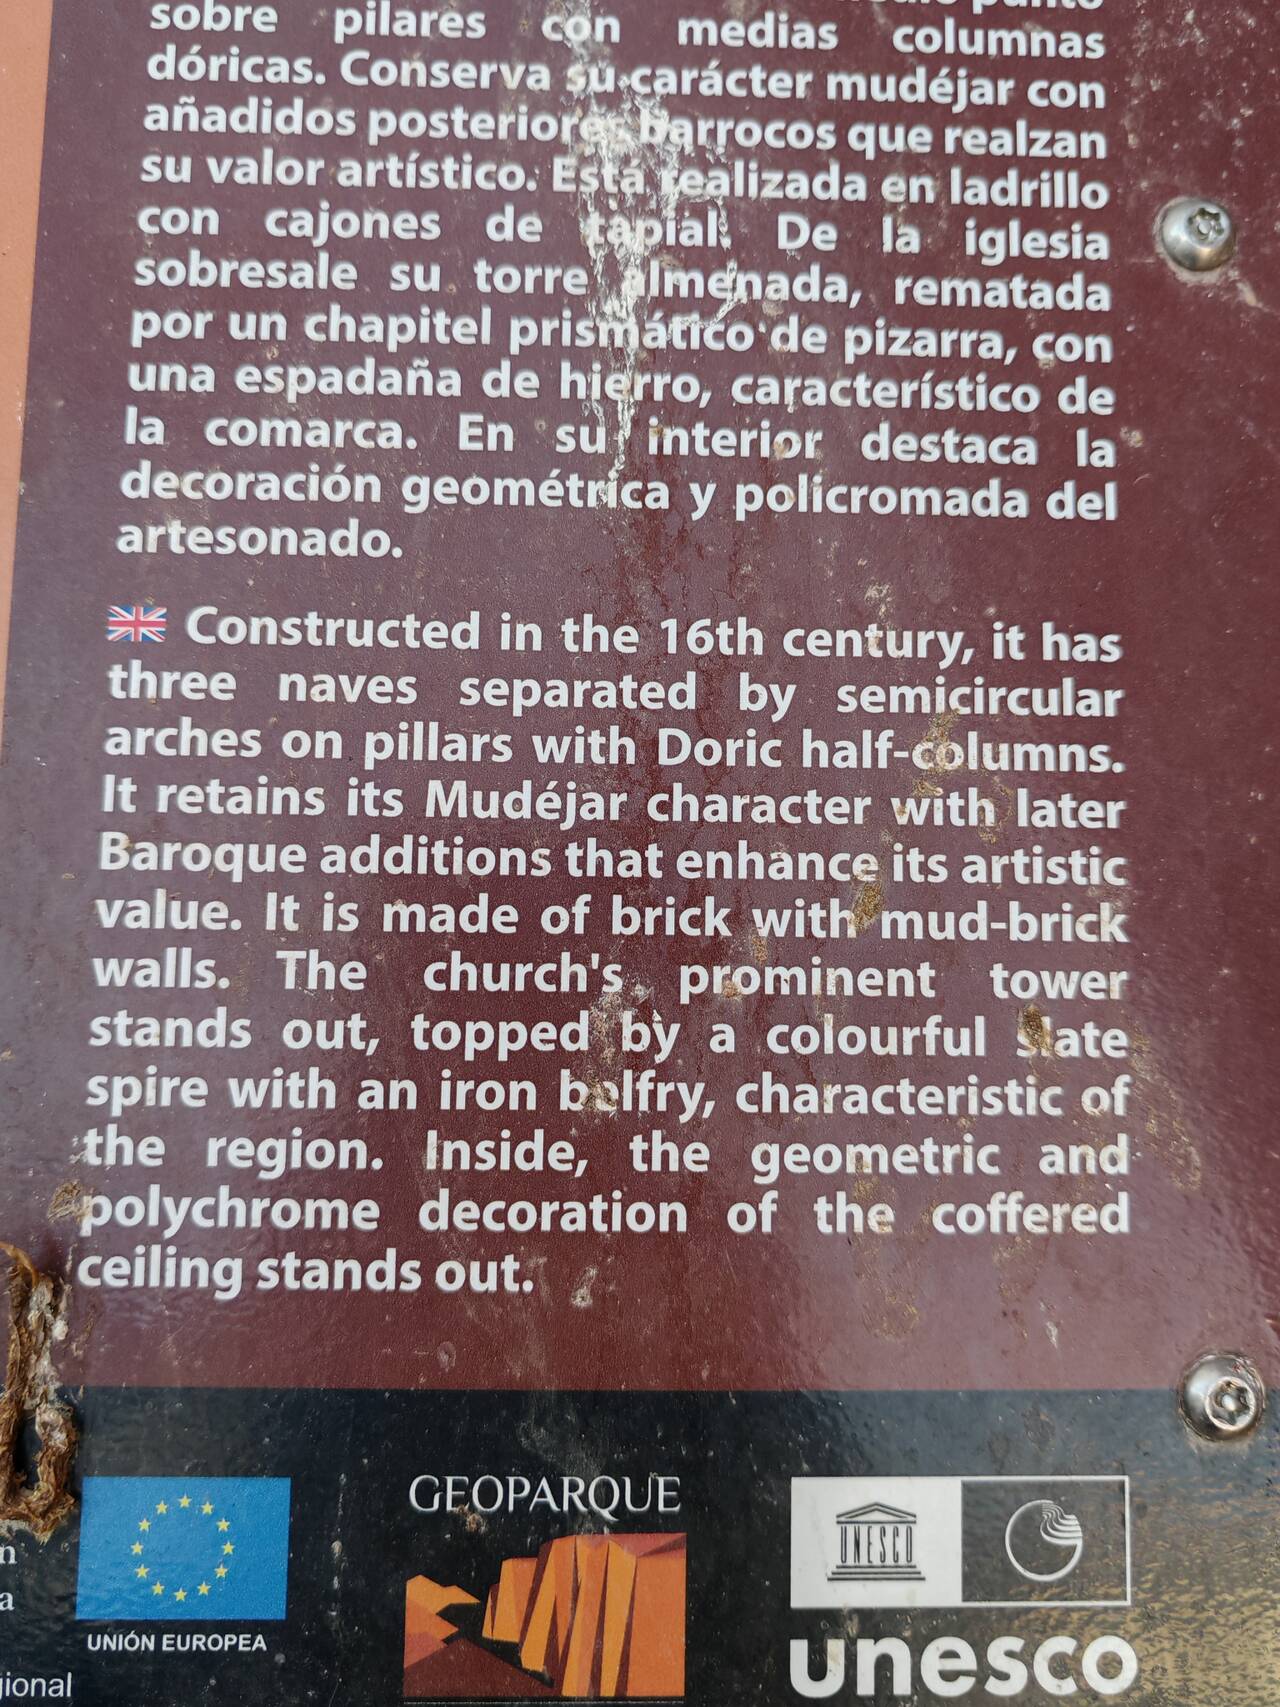 punto
sobre pilares con medias columnas
dóricas. Conserva su carácter mudéjar con
añadidos posteriores barrocos que realzan
su valor artístico. Está realizada en ladrillo
con cajones de tapial. De la iglesia
sobresale su torre almenada, rematada
por un chapitel prismático de pizarra, con
una espadaña de hierro, característico de
la comarca. En su interior destaca la
decoración geométrica y policromada del
artesonado.
Constructed in the 16th century, it has
three naves separated by semicircular
arches on pillars with Doric half-columns.
It retains its Mudéjar character with later
Baroque additions that enhance its artistic
value. It is made of brick with mud-brick
walls. The church's prominent tower
stands out, topped by a colourful slate
spire with an iron belfry, characteristic of
the region. Inside, the geometric and
polychrome decoration of the coffered
ceiling stands out.
UNIÓN EUROPEA
GEOPARQUE
UNESCO
unesco